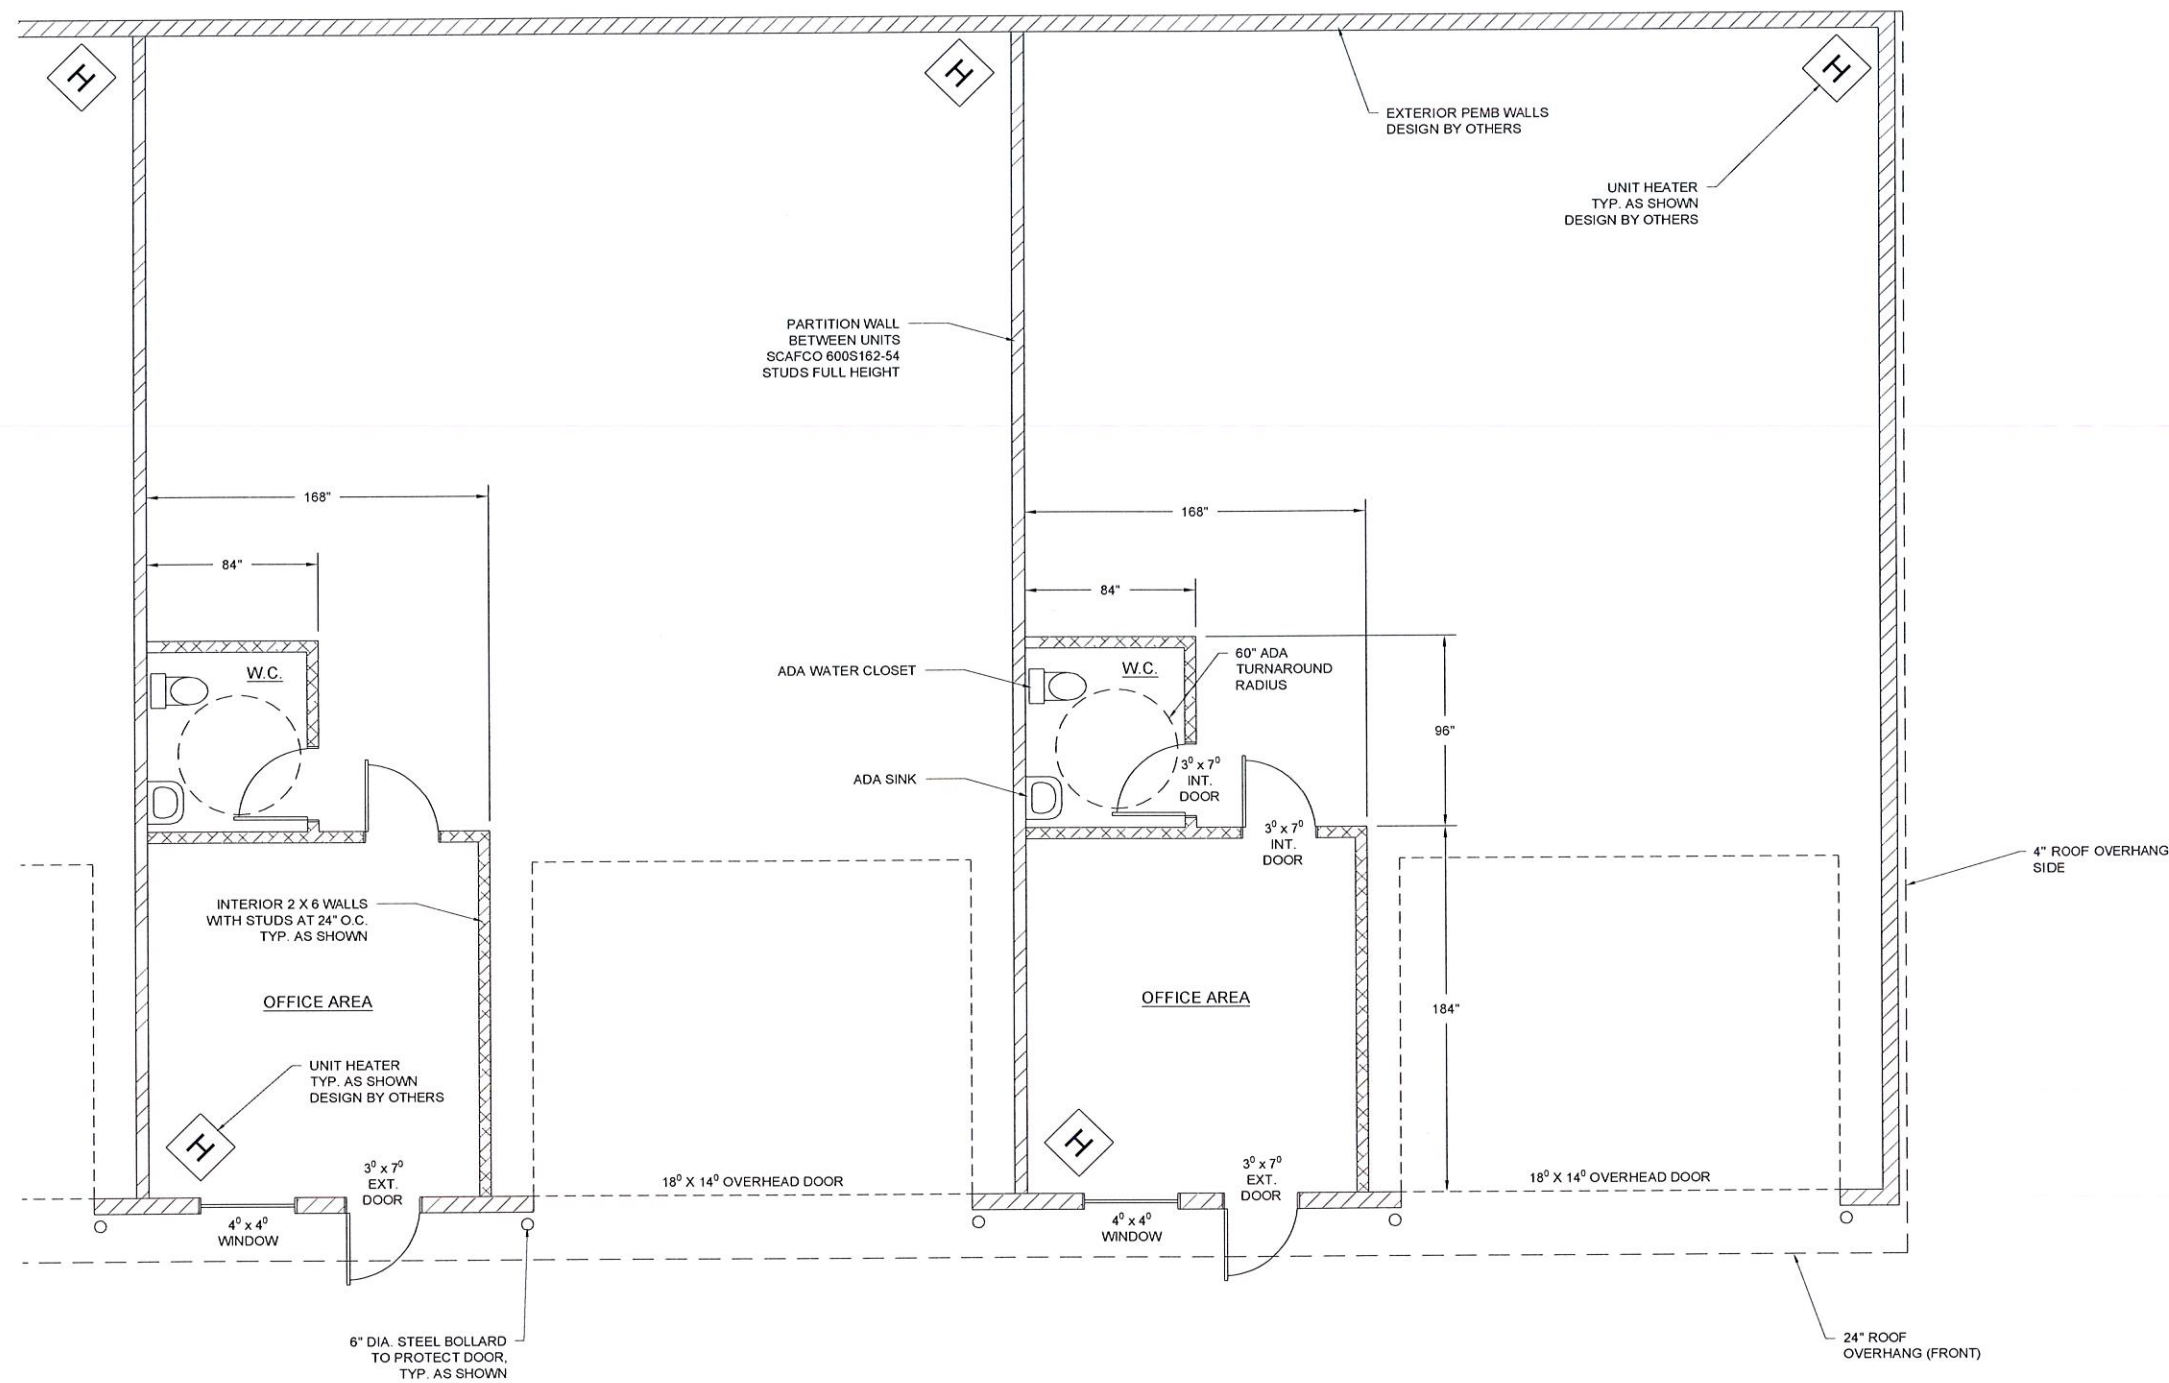 H
H
H
EXTERIOR PEMB WALLS
DESIGN BY OTHERS
UNIT HEATER
TYP. AS SHOWN
DESIGN BY OTHERS
PARTITION WALL
BETWEEN UNITS
SCAFCO 600S162-54
STUDS FULL HEIGHT
168"
168"
84"
84"
W.C.
ADA WATER CLOSET
W.C.
60" ADA
TURNAROUND
RADIUS
96"
ADA SINK
3⁰ x 7⁰
INT.
DOOR
3⁰ x 7⁰
INT.
DOOR
4" ROOF OVERHANG
SIDE
INTERIOR 2 X 6 WALLS
WITH STUDS AT 24" O.C.
TYP. AS SHOWN
OFFICE AREA
OFFICE AREA
184"
UNIT HEATER
TYP. AS SHOWN
DESIGN BY OTHERS
H
H
3⁰ x 7⁰
EXT.
DOOR
18⁰ X 14⁰ OVERHEAD DOOR
3⁰ x 7⁰
EXT.
DOOR
18⁰ X 14⁰ OVERHEAD DOOR
4⁰ x 4⁰
WINDOW
4⁰ x 4⁰
WINDOW
6" DIA. STEEL BOLLARD
TO PROTECT DOOR,
TYP. AS SHOWN
24" ROOF
OVERHANG (FRONT)